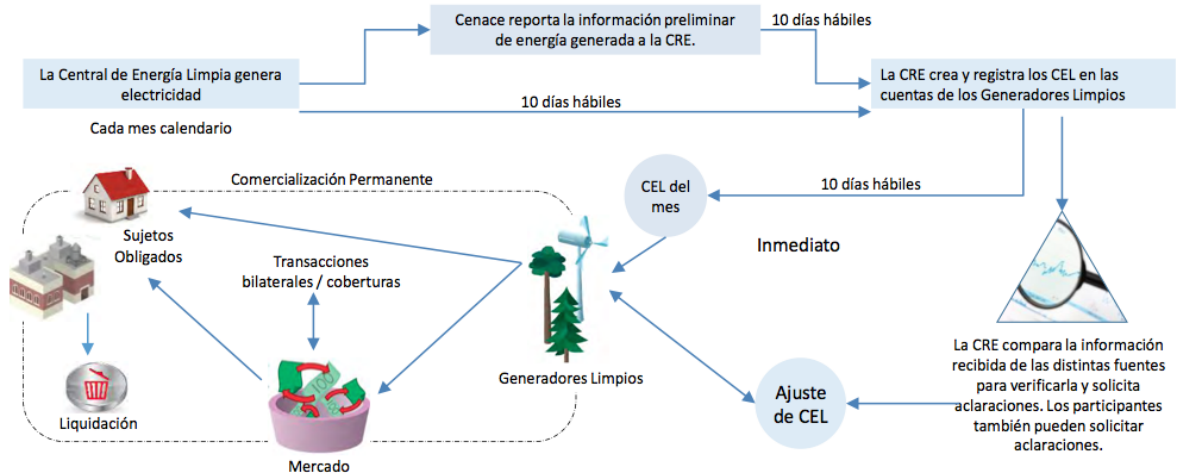 Cenace reporta la información preliminar
de energía generada a la CRE.
10 días hábiles
La Central de Energía Limpia genera
electricidad
La CRE crea y registra los CEL en las
cuentas de los Generadores Limpios
10 días hábiles
Cada mes calendario
Comercialización Permanente
CEL del
mes
10 días hábiles
Sujetos
Obligados
Inmediato
Transacciones
bilaterales / coberturas
Generadores Limpios
100
La CRE compara la información
recibida de las distintas fuentes
para verificarla y solicita
aclaraciones. Los participantes
también pueden solicitar
aclaraciones.
Ajuste
de CEL
Liquidación
Mercado